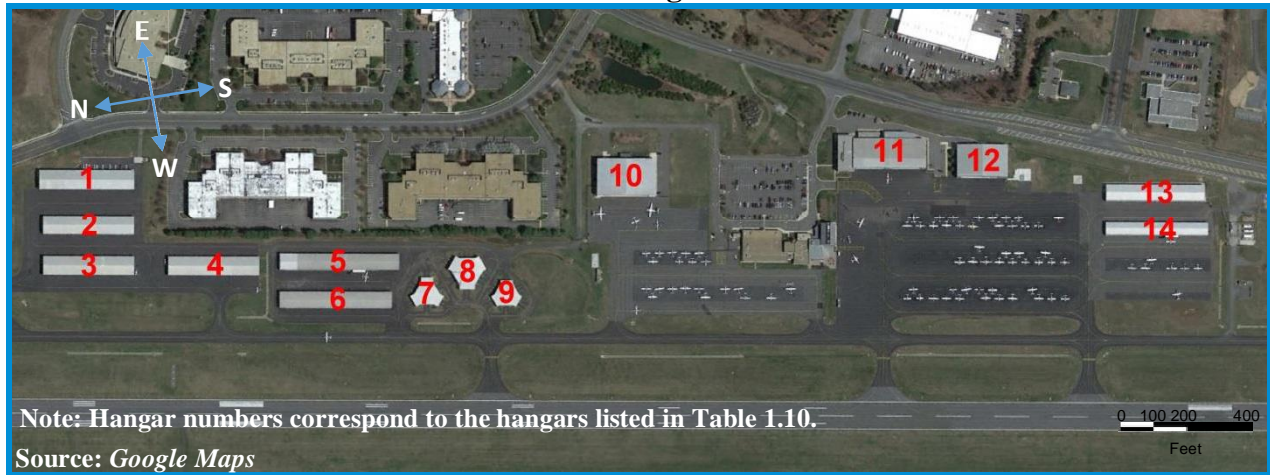 E
N
S
W
1
2
3
4
5
6
7
8
9
10
11
12
13
14
Note: Hangar numbers correspond to the hangars listed in Table 1.10.
0 100 200 400
Feet
Source: Google Maps